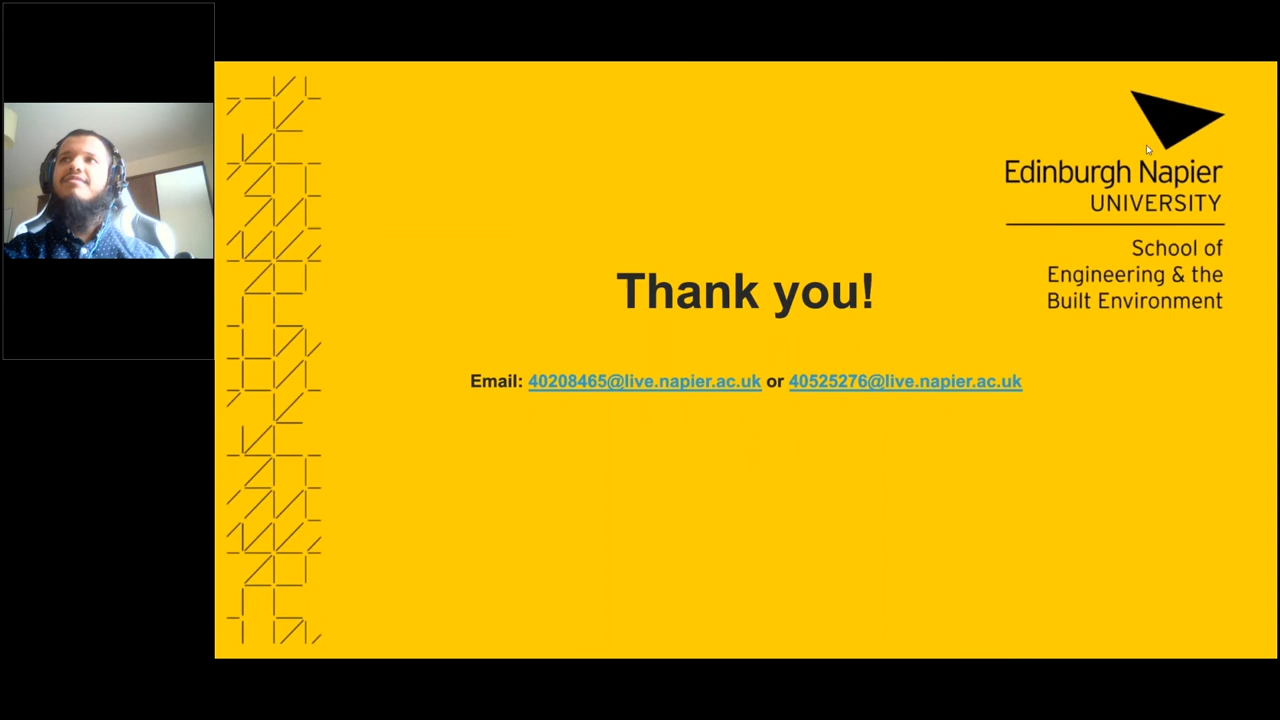 Edinburgh Napier
UNIVERSITY
School of
Engineering & the
Built Environment
Thank you!
Email: 40208465@live.napier.ac.uk or 40525276@live.napier.ac.uk